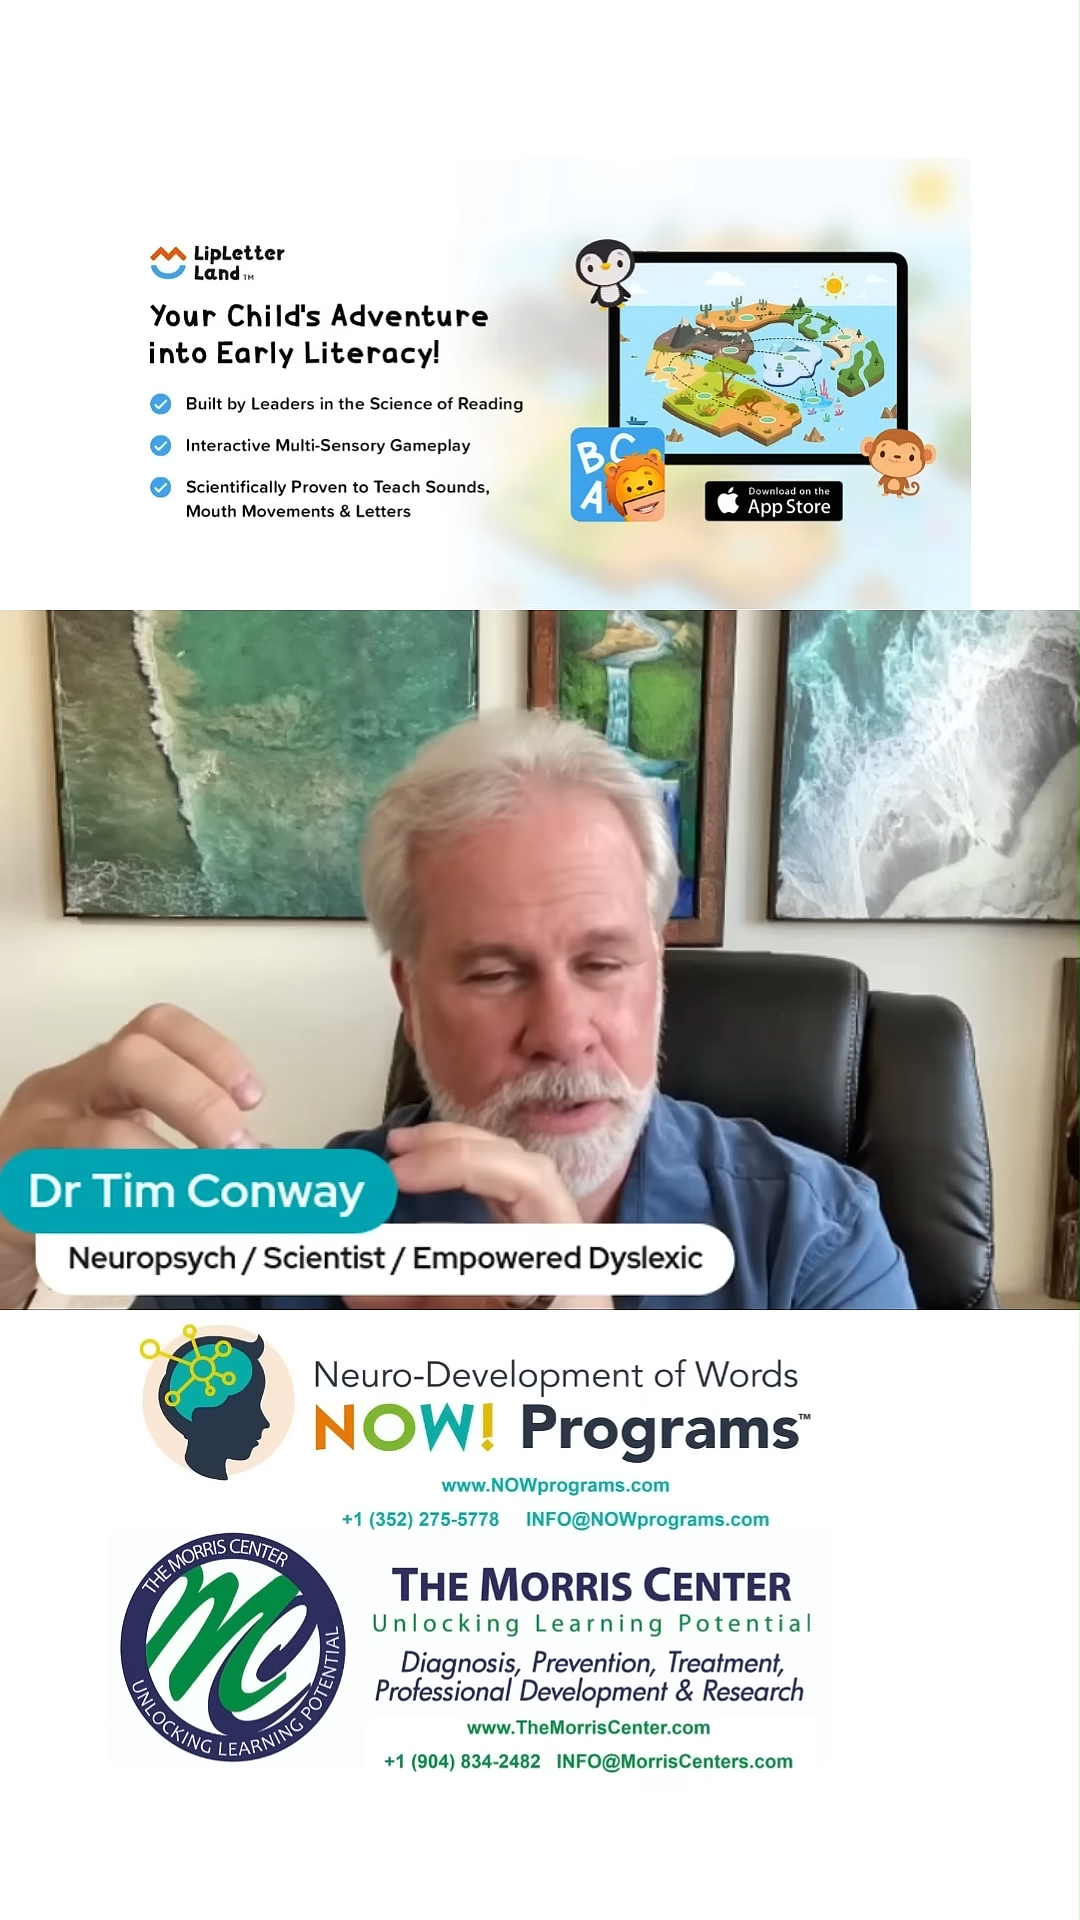 LipLetter
Land™
Your Child's Adventure
into Early Literacy!
Built by Leaders in the Science of Reading
Interactive Multi-Sensory Gameplay
Scientifically Proven to Teach Sounds,
Mouth Movements & Letters
B C
A
Download on the
App Store
Dr Tim Conway
Neuropsych / Scientist / Empowered Dyslexic
Neuro-Development of Words
NOW! Programs™
www.NOWprograms.com
+1 (352) 275-5778 INFO@NOWprograms.com
THE MORRIS CENTER
MC
UNLOCKING LEARNING POTENTIAL
THE MORRIS CENTER
Unlocking Learning Potential
Diagnosis, Prevention, Treatment,
Professional Development & Research
www.TheMorrisCenter.com
+1 (904) 834-2482 INFO@MorrisCenters.com